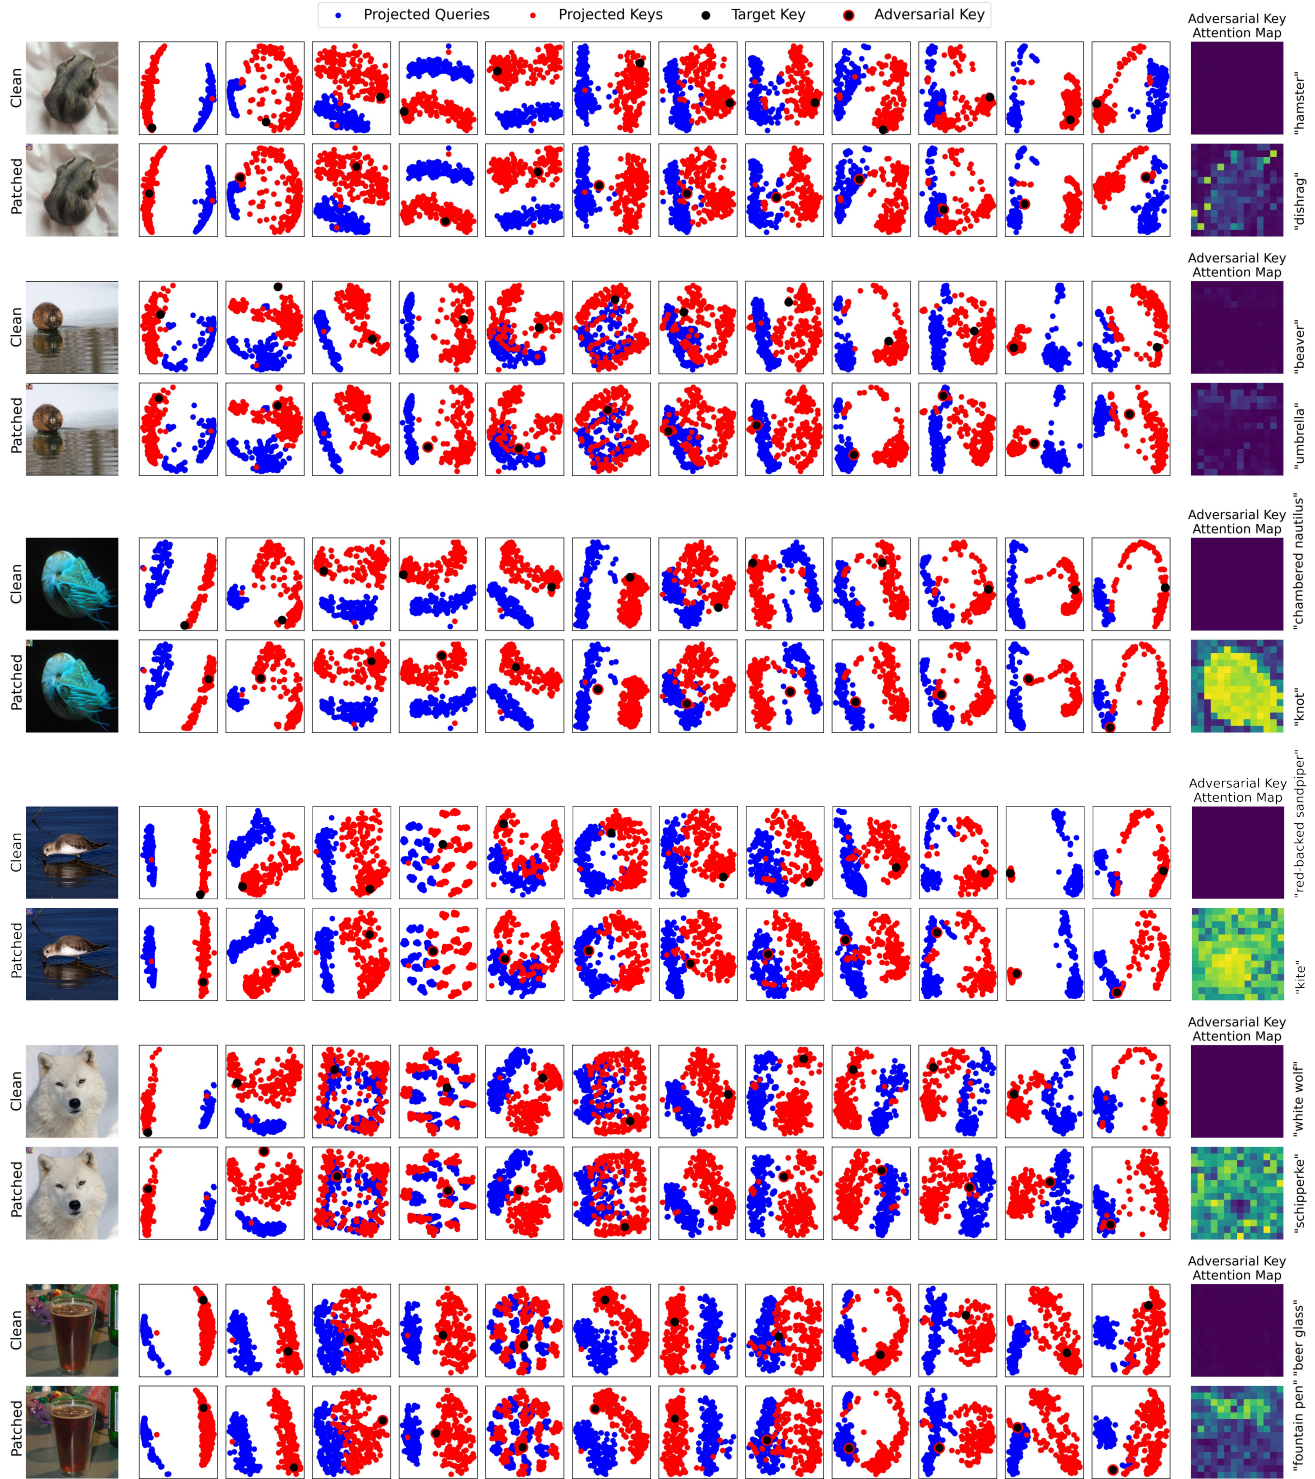 Projected Queries Projected Keys Target Key Adversarial Key
Adversarial Key
Attention Map
Clean
"hamster"
Patched
"dishrag"
Adversarial Key
Attention Map
Clean
"beaver"
Patched
"umbrella"
Adversarial Key
Attention Map
Clean
"chambered nautilus"
Patched
"knot"
Adversarial Key
Attention Map
Clean
"red-backed sandpiper"
Patched
"kite"
Adversarial Key
Attention Map
Clean
"white wolf"
Patched
"schipperke"
Adversarial Key
Attention Map
Clean
"beer glass"
Patched
"fountain pen"